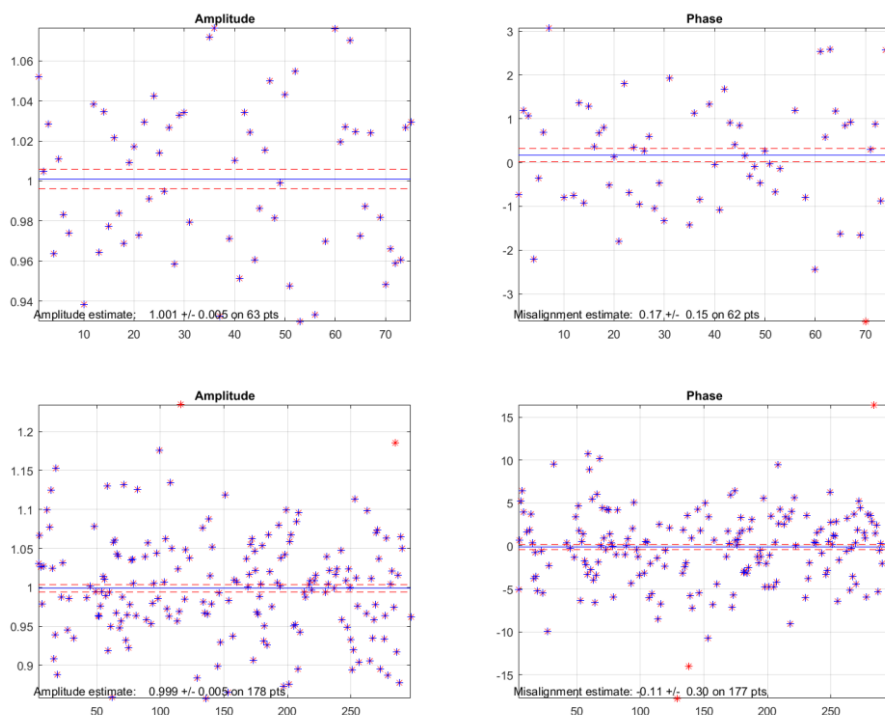 Amplitude
1.06
1.04
1.02
1
0.98
0.96
0.94
Amplitude estimate: 1.001 +/- 0.005 on 63 pts
10 20 30 40 50 60 70
Phase
3
2
1
0
-1
-2
-3
Misalignment estimate: 0.17 +/- 0.15 on 62 pts
10 20 30 40 50 60 70
Amplitude
1.2
1.15
1.1
1.05
1
0.95
0.9
Amplitude estimate: 0.999 +/- 0.005 on 178 pts
50 100 150 200 250
Phase
15
10
5
0
-5
-10
-15
Misalignment estimate: -0.11 +/- 0.30 on 177 pts
50 100 150 200 250